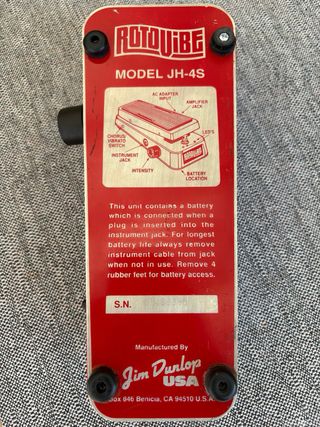 ROTOVIBE
MODEL JH-4S
AC ADAPTER
INPUT
AMPLIFIER
JACK
CHORUS/
VIBRATO
SWITCH
LED'S
INSTRUMENT
JACK
ROTOVIBE
INTENSITY
BATTERY
LOCATION
This unit contains a battery
which is connected when a
plug is inserted into the
instrument jack. For longest
battery life always remove
instrument cable from jack
when not in use. Remove 4
rubber feet for battery access.
S.N.
Manufactured By
Jim Dunlop
USA
Box 846 Benicia, CA 94510 U.S.A.